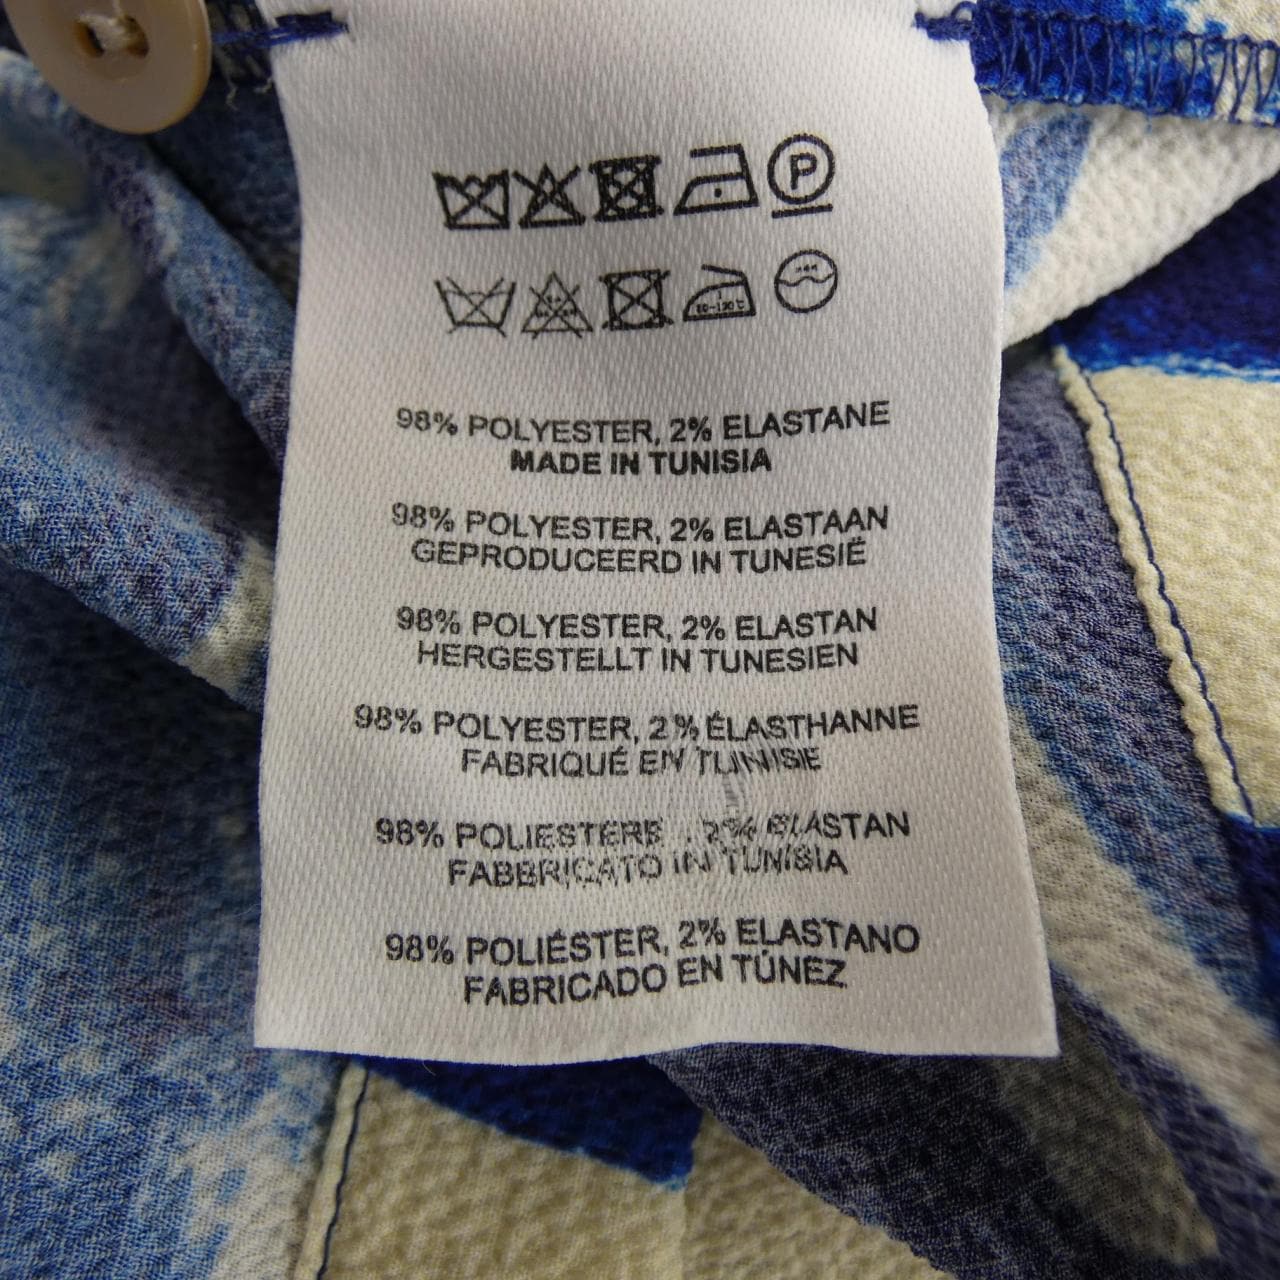 P
98% POLYESTER, 2% ELASTANE
MADE IN TUNISIA
98% POLYESTER, 2% ELASTAAN
GEPRODUCEERD IN TUNESIË
98% POLYESTER, 2% ELASTAN
HERGESTELLT IN TUNESIEN
98% POLYESTER, 2% ÉLASTHANNE
FABRIQUÉ EN TUNISIE
98% POLIESTERE, 2% ELASTAN
FABBRICATO IN TUNISIA
98% POLIÉSTER, 2% ELASTANO
FABRICADO EN TÚNEZ